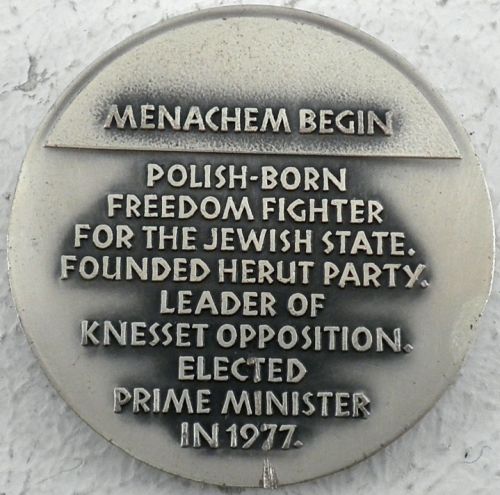 MENACHEM BEGIN
POLISH-BORN
FREEDOM FIGHTER
FOR THE JEWISH STATE.
FOUNDED HERUT PARTY.
LEADER OF
KNESSET OPPOSITION.
ELECTED
PRIME MINISTER
IN 1977.